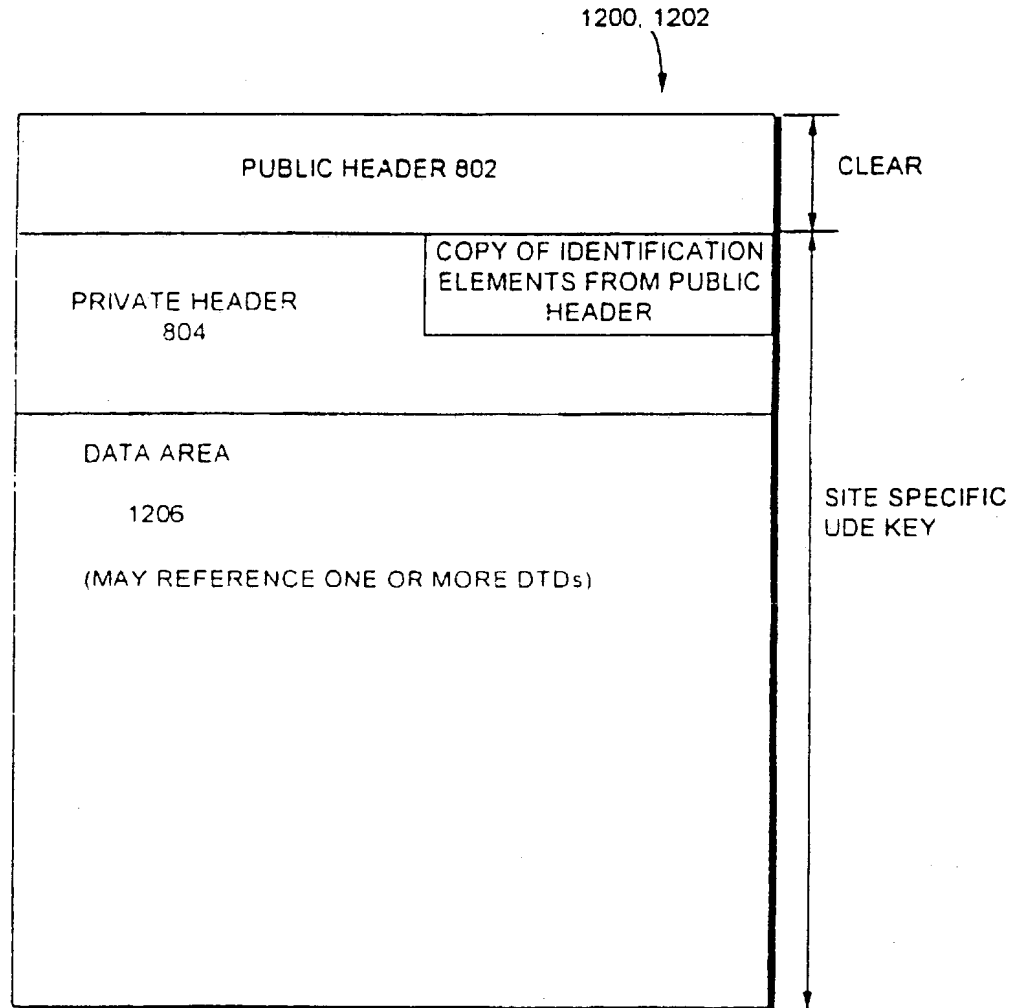 1200, 1202
PUBLIC HEADER 802
CLEAR
COPY OF IDENTIFICATION
ELEMENTS FROM PUBLIC
HEADER
PRIVATE HEADER
804
DATA AREA
1206
(MAY REFERENCE ONE OR MORE DTDs)
SITE SPECIFIC
UDE KEY